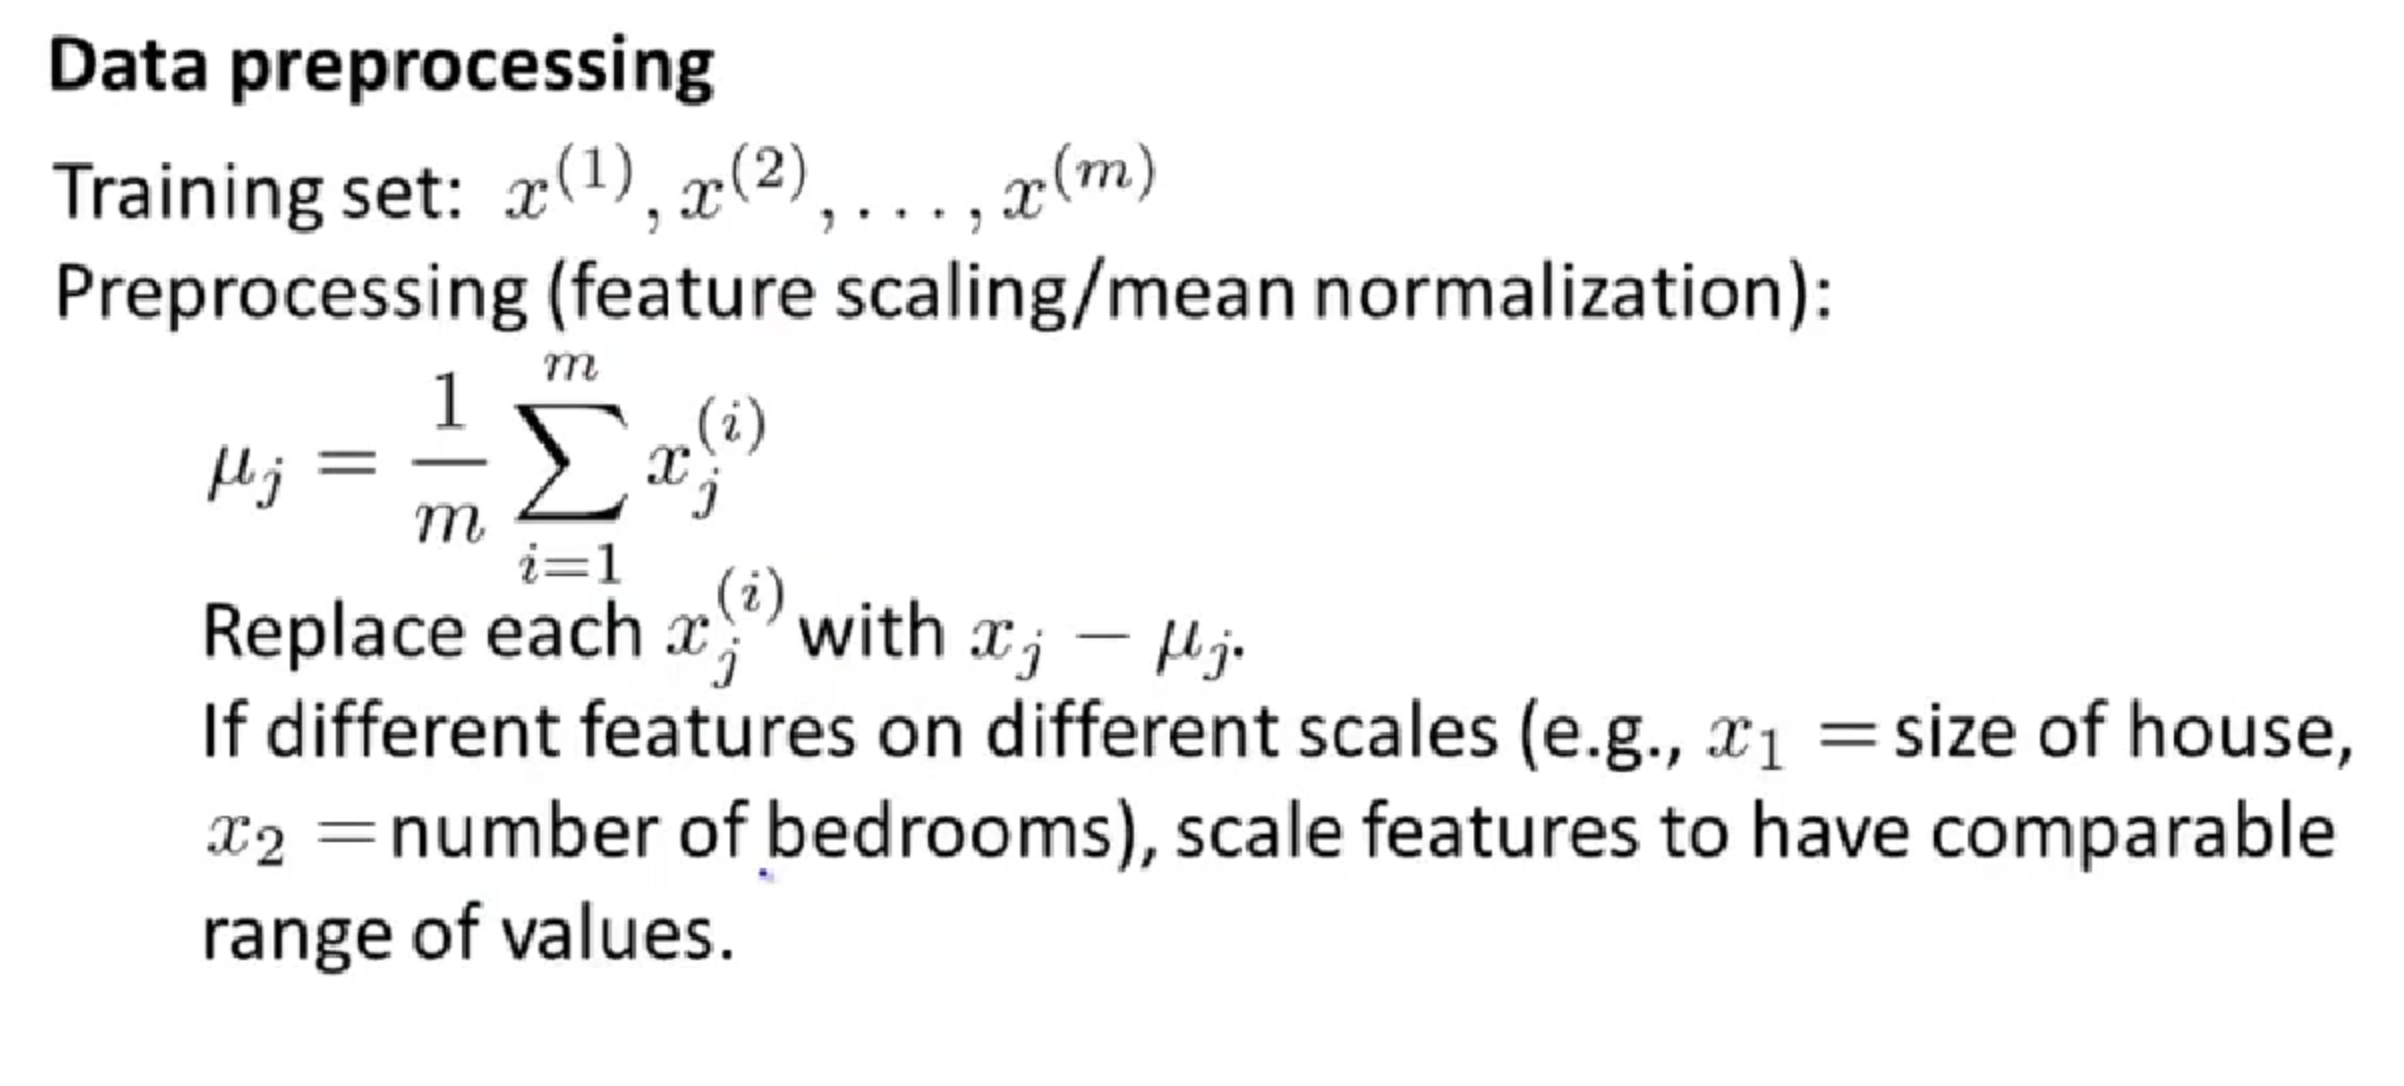 Data preprocessing
Training set: $x^{(1)}, x^{(2)}, \ldots, x^{(m)}$
Preprocessing (feature scaling/mean normalization):
$\mu_j = \frac{1}{m} \sum_{i=1}^{m} x_j^{(i)}$
Replace each $x_j^{(i)}$ with $x_j - \mu_j$.
If different features on different scales (e.g., $x_1$ = size of house,
$x_2$ = number of bedrooms), scale features to have comparable
range of values.